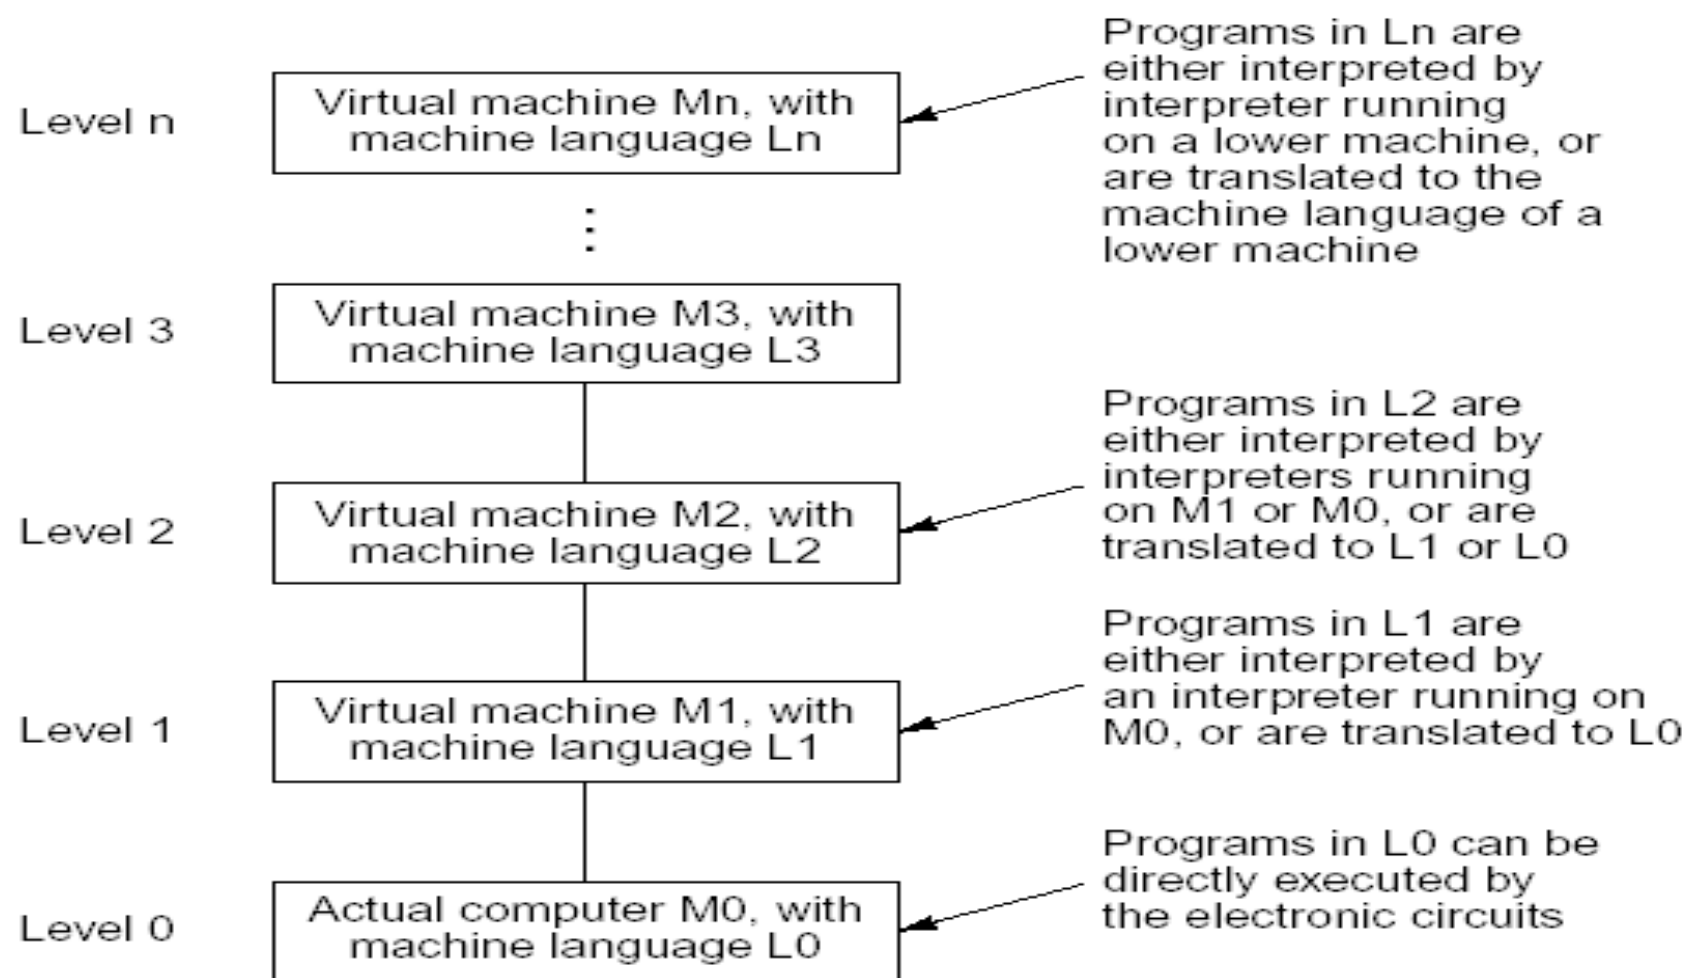 Programs in Ln are
either interpreted by
interpreter running
on a lower machine, or
are translated to the
machine language of a
lower machine
Level n
Virtual machine Mn, with
machine language Ln
Level 3
Virtual machine M3, with
machine language L3
Programs in L2 are
either interpreted by
interpreters running
on M1 or M0, or are
translated to L1 or L0
Level 2
Virtual machine M2, with
machine language L2
Programs in L1 are
either interpreted by
an interpreter running on
M0, or are translated to L0
Level 1
Virtual machine M1, with
machine language L1
Programs in L0 can be
directly executed by
the electronic circuits
Level 0
Actual computer M0, with
machine language L0